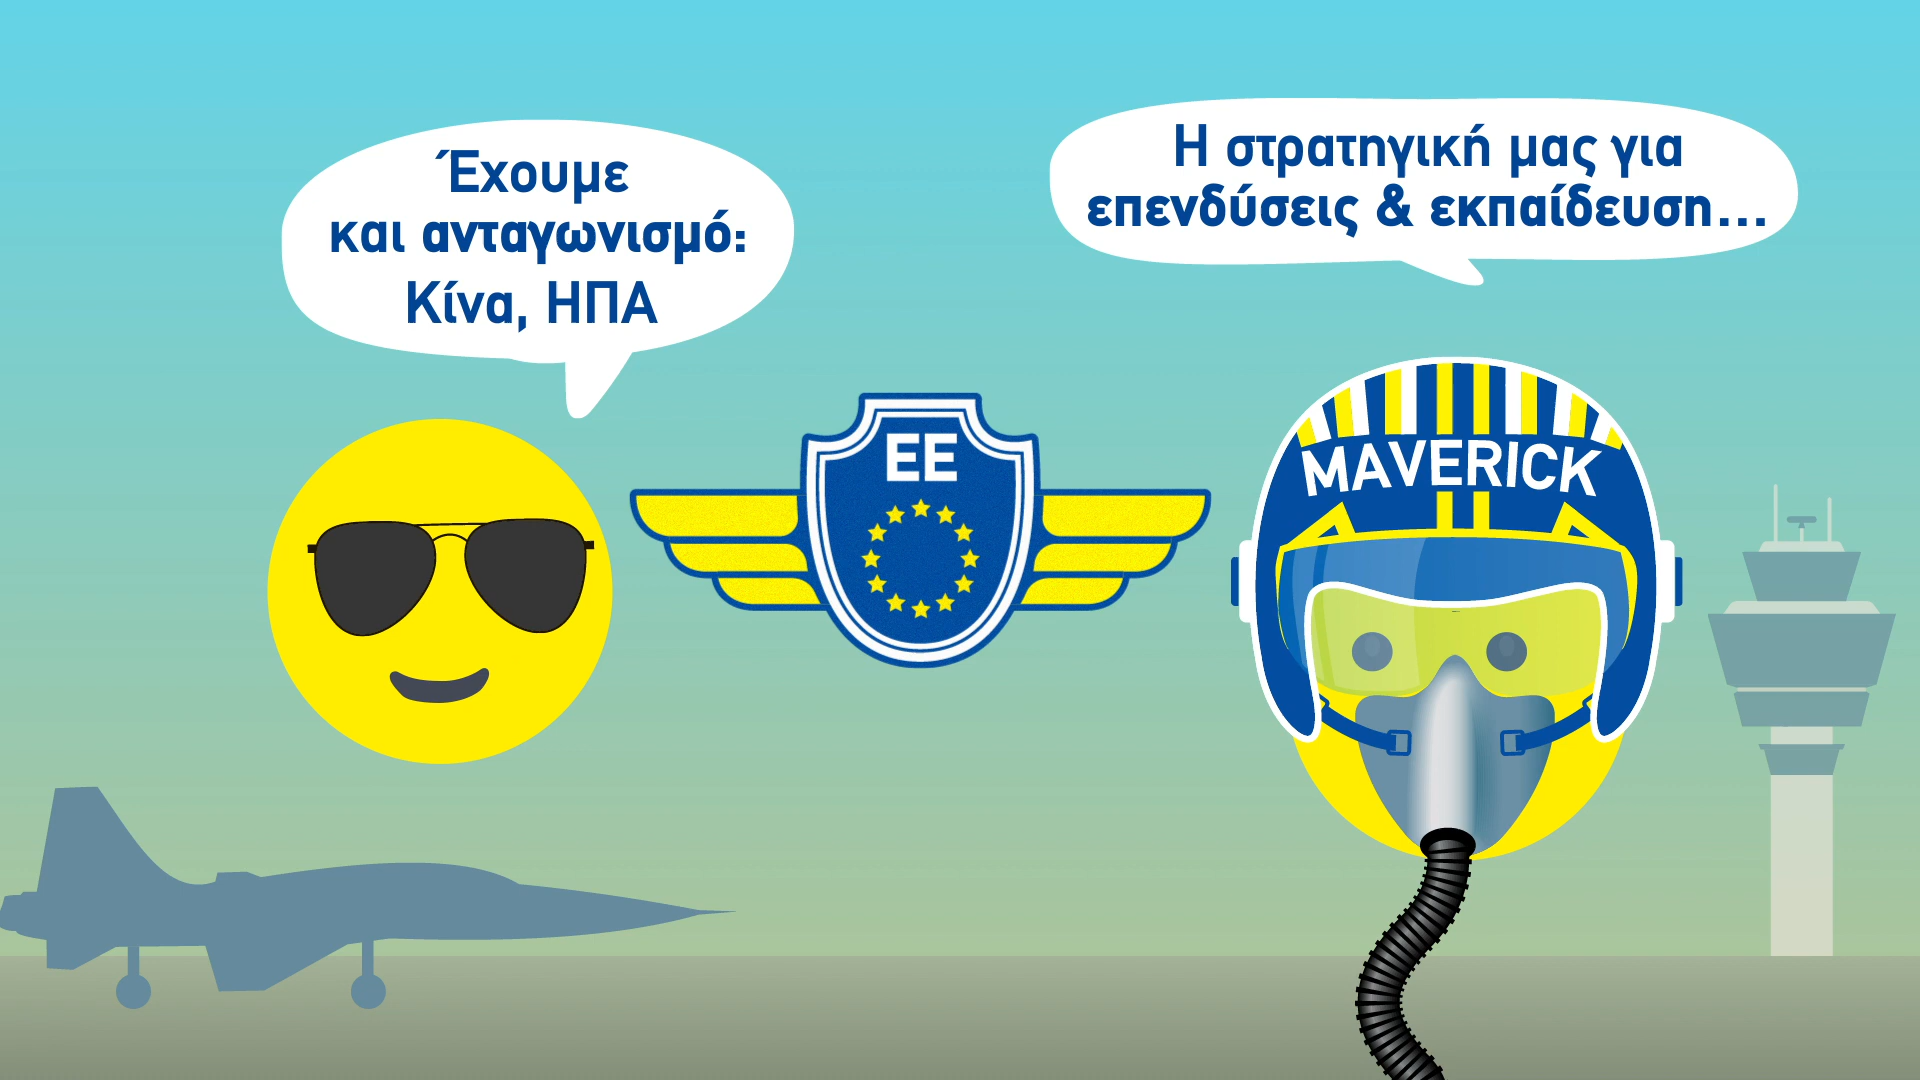 Έχουμε
και ανταγωνισμό:
Κίνα, ΗΠΑ
Η στρατηγική μας για
επενδύσεις & εκπαίδευση...
ΕΕ
MAVERICK